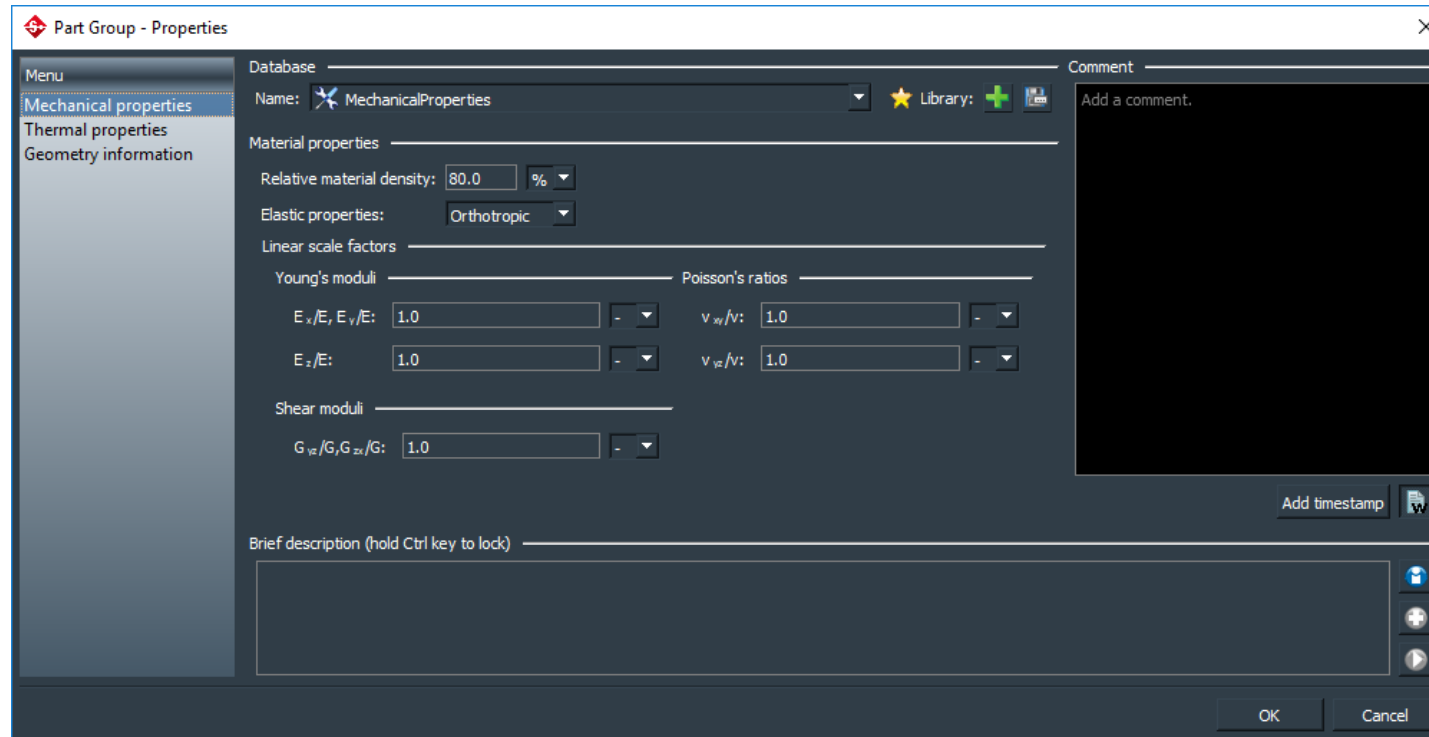 Part Group - Properties
Menu
Mechanical properties
Thermal properties
Geometry information
Database
Name: MechanicalProperties
Library:
Material properties
Relative material density: 80.0 %
Elastic properties: Orthotropic
Linear scale factors
Young's moduli
Poisson's ratios
E x/E, E y/E: 1.0 -
v xy/v: 1.0 -
E z/E: 1.0 -
v yz/v: 1.0 -
Shear moduli
G yz/G,G zx/G: 1.0 -
Comment
Add a comment.
Add timestamp
W
Brief description (hold Ctrl key to lock)
OK
Cancel